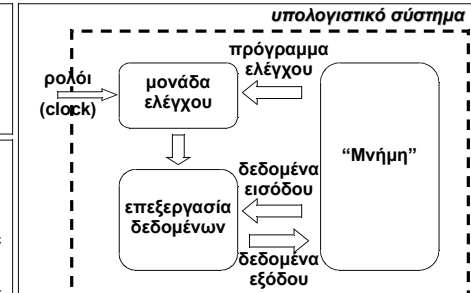 υπολογιστικό σύστημα
πρόγραμμα
ελέγχου
ρολόι
(clock)
μονάδα
ελέγχου
“Μνήμη”
δεδομένα
εισόδου
επεξεργασία
δεδομένων
δεδομένα
εξόδου